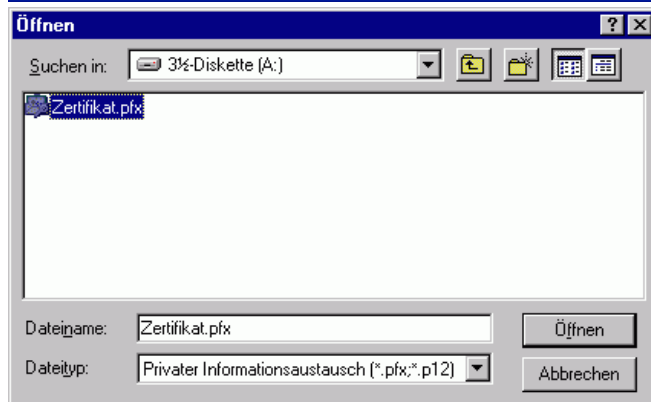 Öffnen
Suchen in: 3½-Diskette (A:)
Zertifikat.pfx
Dateiname: Zertifikat.pfx Öffnen
Dateityp: Privater Informationsaustausch (*.pfx;*.p12) Abbrechen